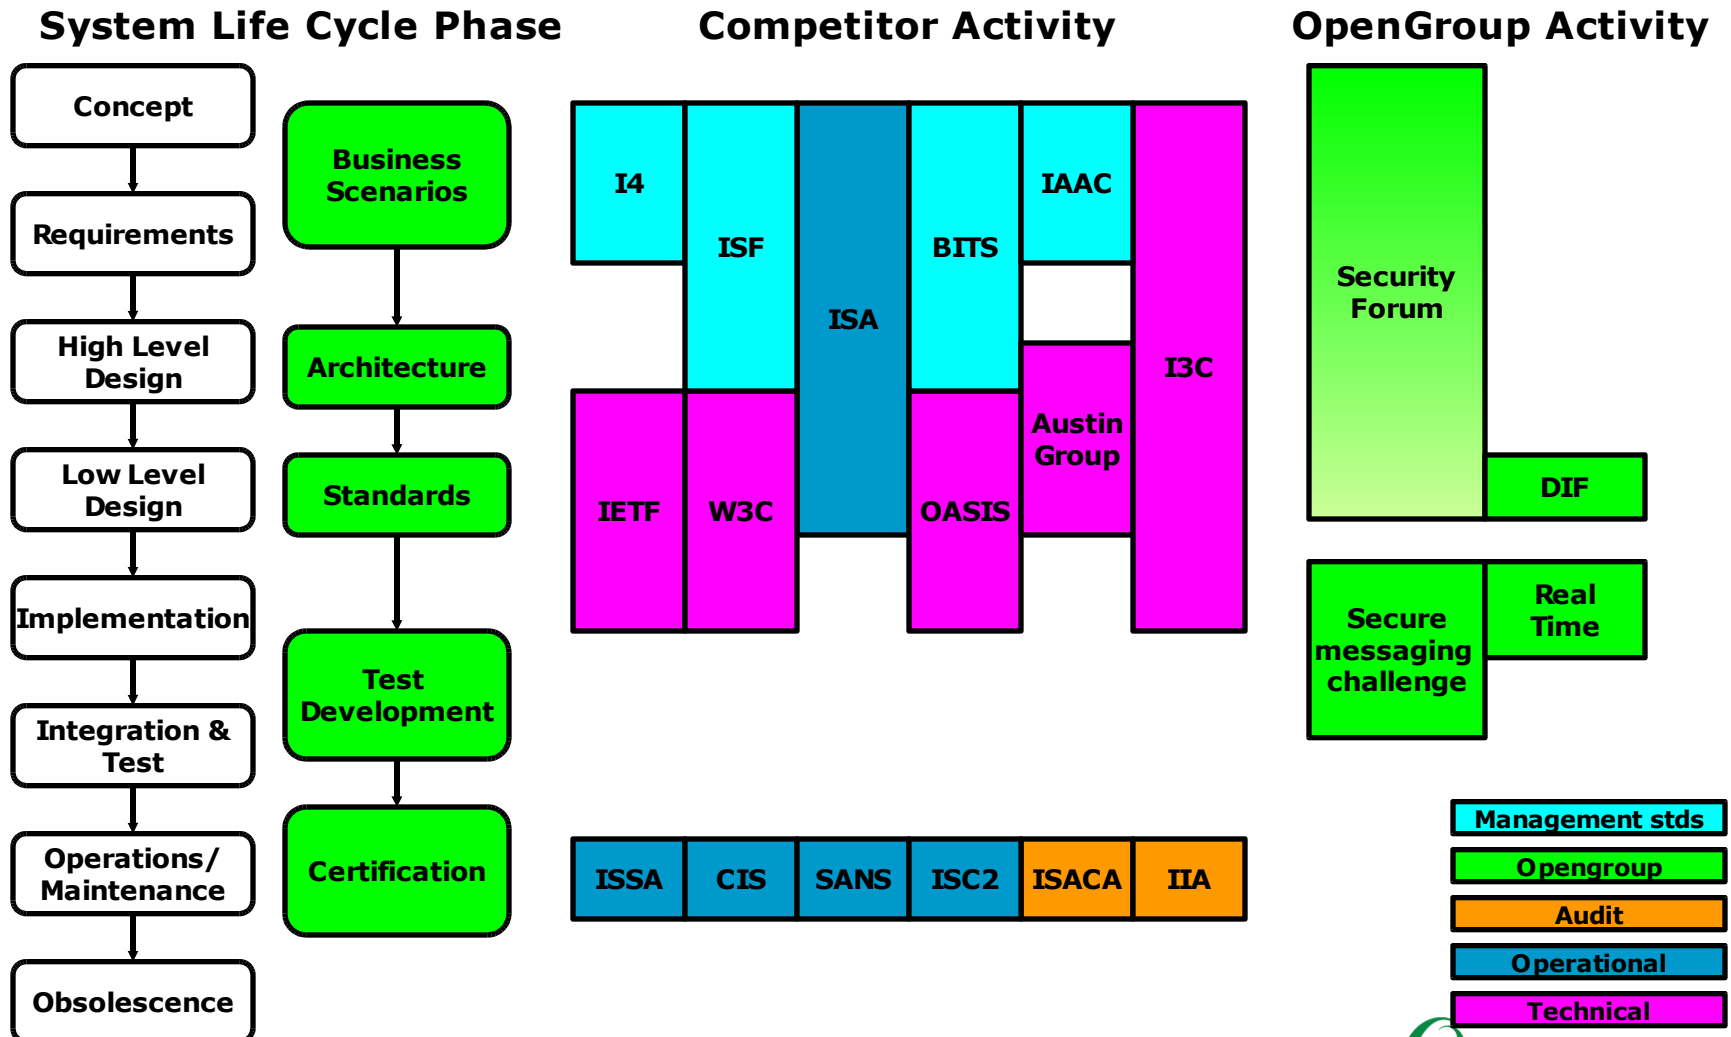 System Life Cycle Phase
Competitor Activity
OpenGroup Activity
Concept
Requirements
High Level
Design
Low Level
Design
Implementation
Integration &
Test
Operations/
Maintenance
Obsolescence
Business
Scenarios
Architecture
Standards
Test
Development
Certification
I4
ISF
ISA
BITS
IAAC
I3C
Austin
Group
IETF
W3C
OASIS
ISSA
CIS
SANS
ISC2
ISACA
IIA
Security
Forum
DIF
Secure
messaging
challenge
Real
Time
Management stds
Opengroup
Audit
Operational
Technical